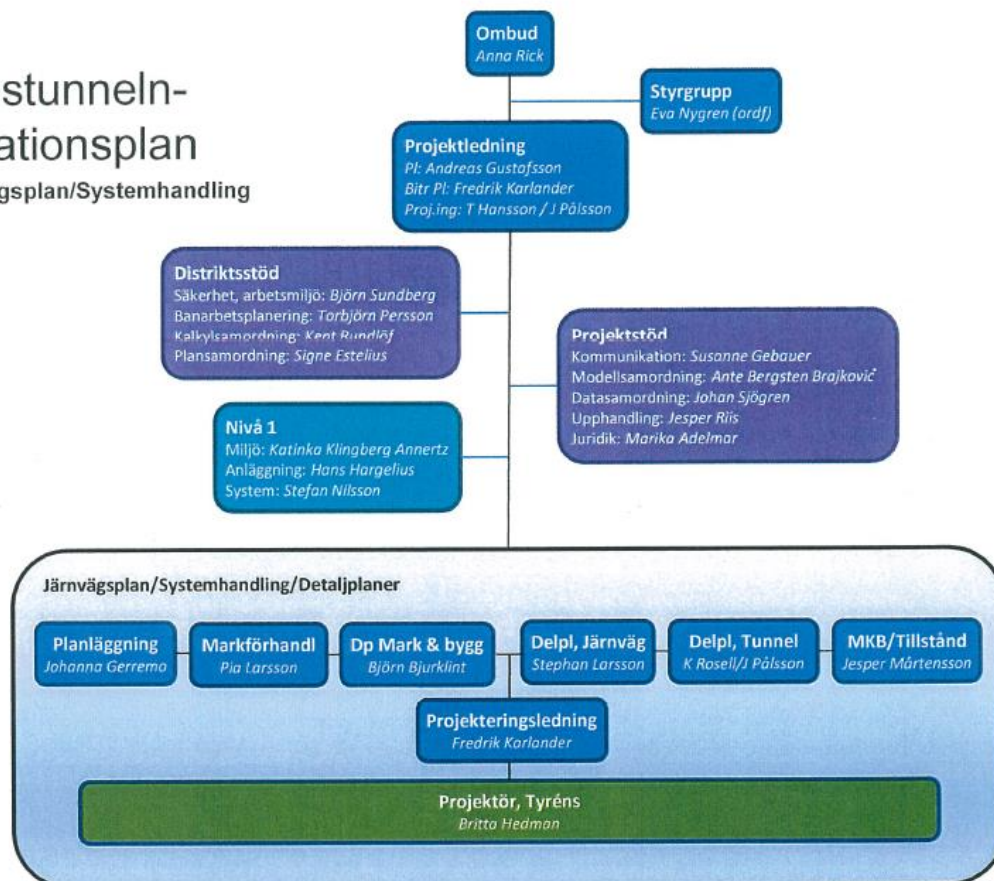 Ombud
Anna Rick
stunneln-
ationsplan
gsplan/Systemhandling
Styrgrupp
Eva Nygren (ordf)
Projektledning
Pl: Andreas Gustafsson
Bitr Pl: Fredrik Karlander
Proj.ing: T Hansson / J Pålsson
Distriktsstöd
Säkerhet, arbetsmiljö: Björn Sundberg
Banarbetsplanering: Torbjörn Persson
Kalkylsamordning: Kent Rundlöf
Plansamordning: Signe Estelius
Projektstöd
Kommunikation: Susanne Gebauer
Modellsamordning: Ante Bergsten Brajkovič
Datasamordning: Johan Sjögren
Upphandling: Jesper Riis
Juridik: Marika Adelmar
Nivå 1
Miljö: Katinka Klingberg Annertz
Anläggning: Hans Hargelius
System: Stefan Nilsson
Järnvägsplan/Systemhandling/Detaljplaner
Planläggning
Johanna Gerremo
Markförhandl
Pia Larsson
Dp Mark & bygg
Björn Bjurklint
Delpl, Järnväg
Stephan Larsson
Delpl, Tunnel
K Rosell/J Pålsson
MKB/Tillstånd
Jesper Mårtensson
Projekteringsledning
Fredrik Karlander
Projektör, Tyréns
Britta Hedman